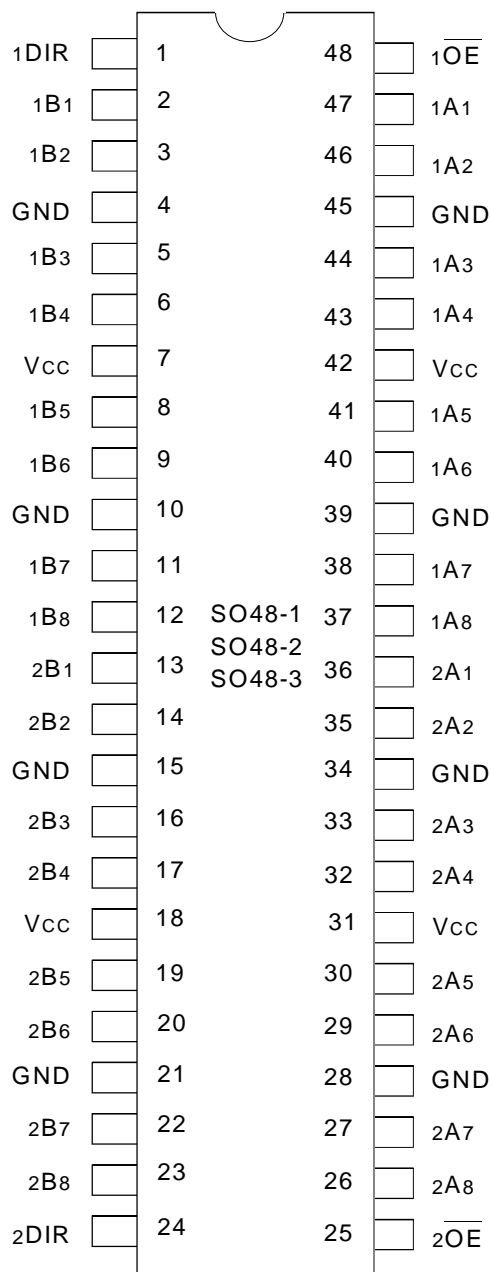 1DIR 1 48 1O̅E̅
1B1 2 47 1A1
1B2 3 46 1A2
GND 4 45 GND
1B3 5 44 1A3
1B4 6 43 1A4
VCC 7 42 VCC
1B5 8 41 1A5
1B6 9 40 1A6
GND 10 39 GND
1B7 11 38 1A7
1B8 12 SO48-1 37 1A8
SO48-2
2B1 13 SO48-3 36 2A1
2B2 14 35 2A2
GND 15 34 GND
2B3 16 33 2A3
2B4 17 32 2A4
VCC 18 31 VCC
2B5 19 30 2A5
2B6 20 29 2A6
GND 21 28 GND
2B7 22 27 2A7
2B8 23 26 2A8
2DIR 24 25 2O̅E̅